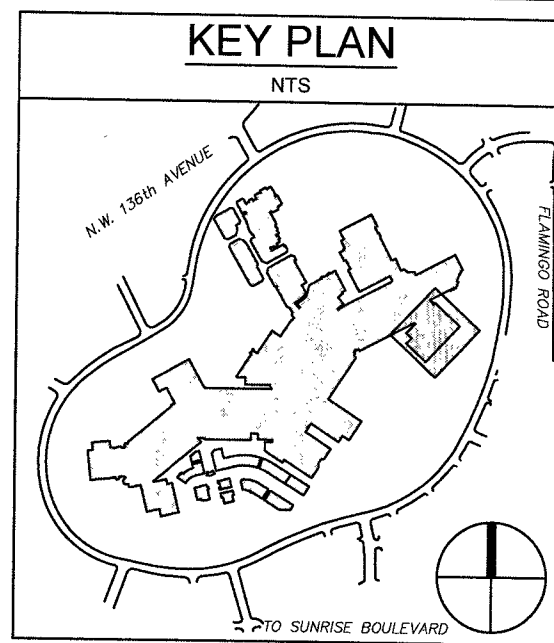 KEY PLAN
NTS
N.W. 136th AVENUE
FLAMINGO ROAD
TO SUNRISE BOULEVARD